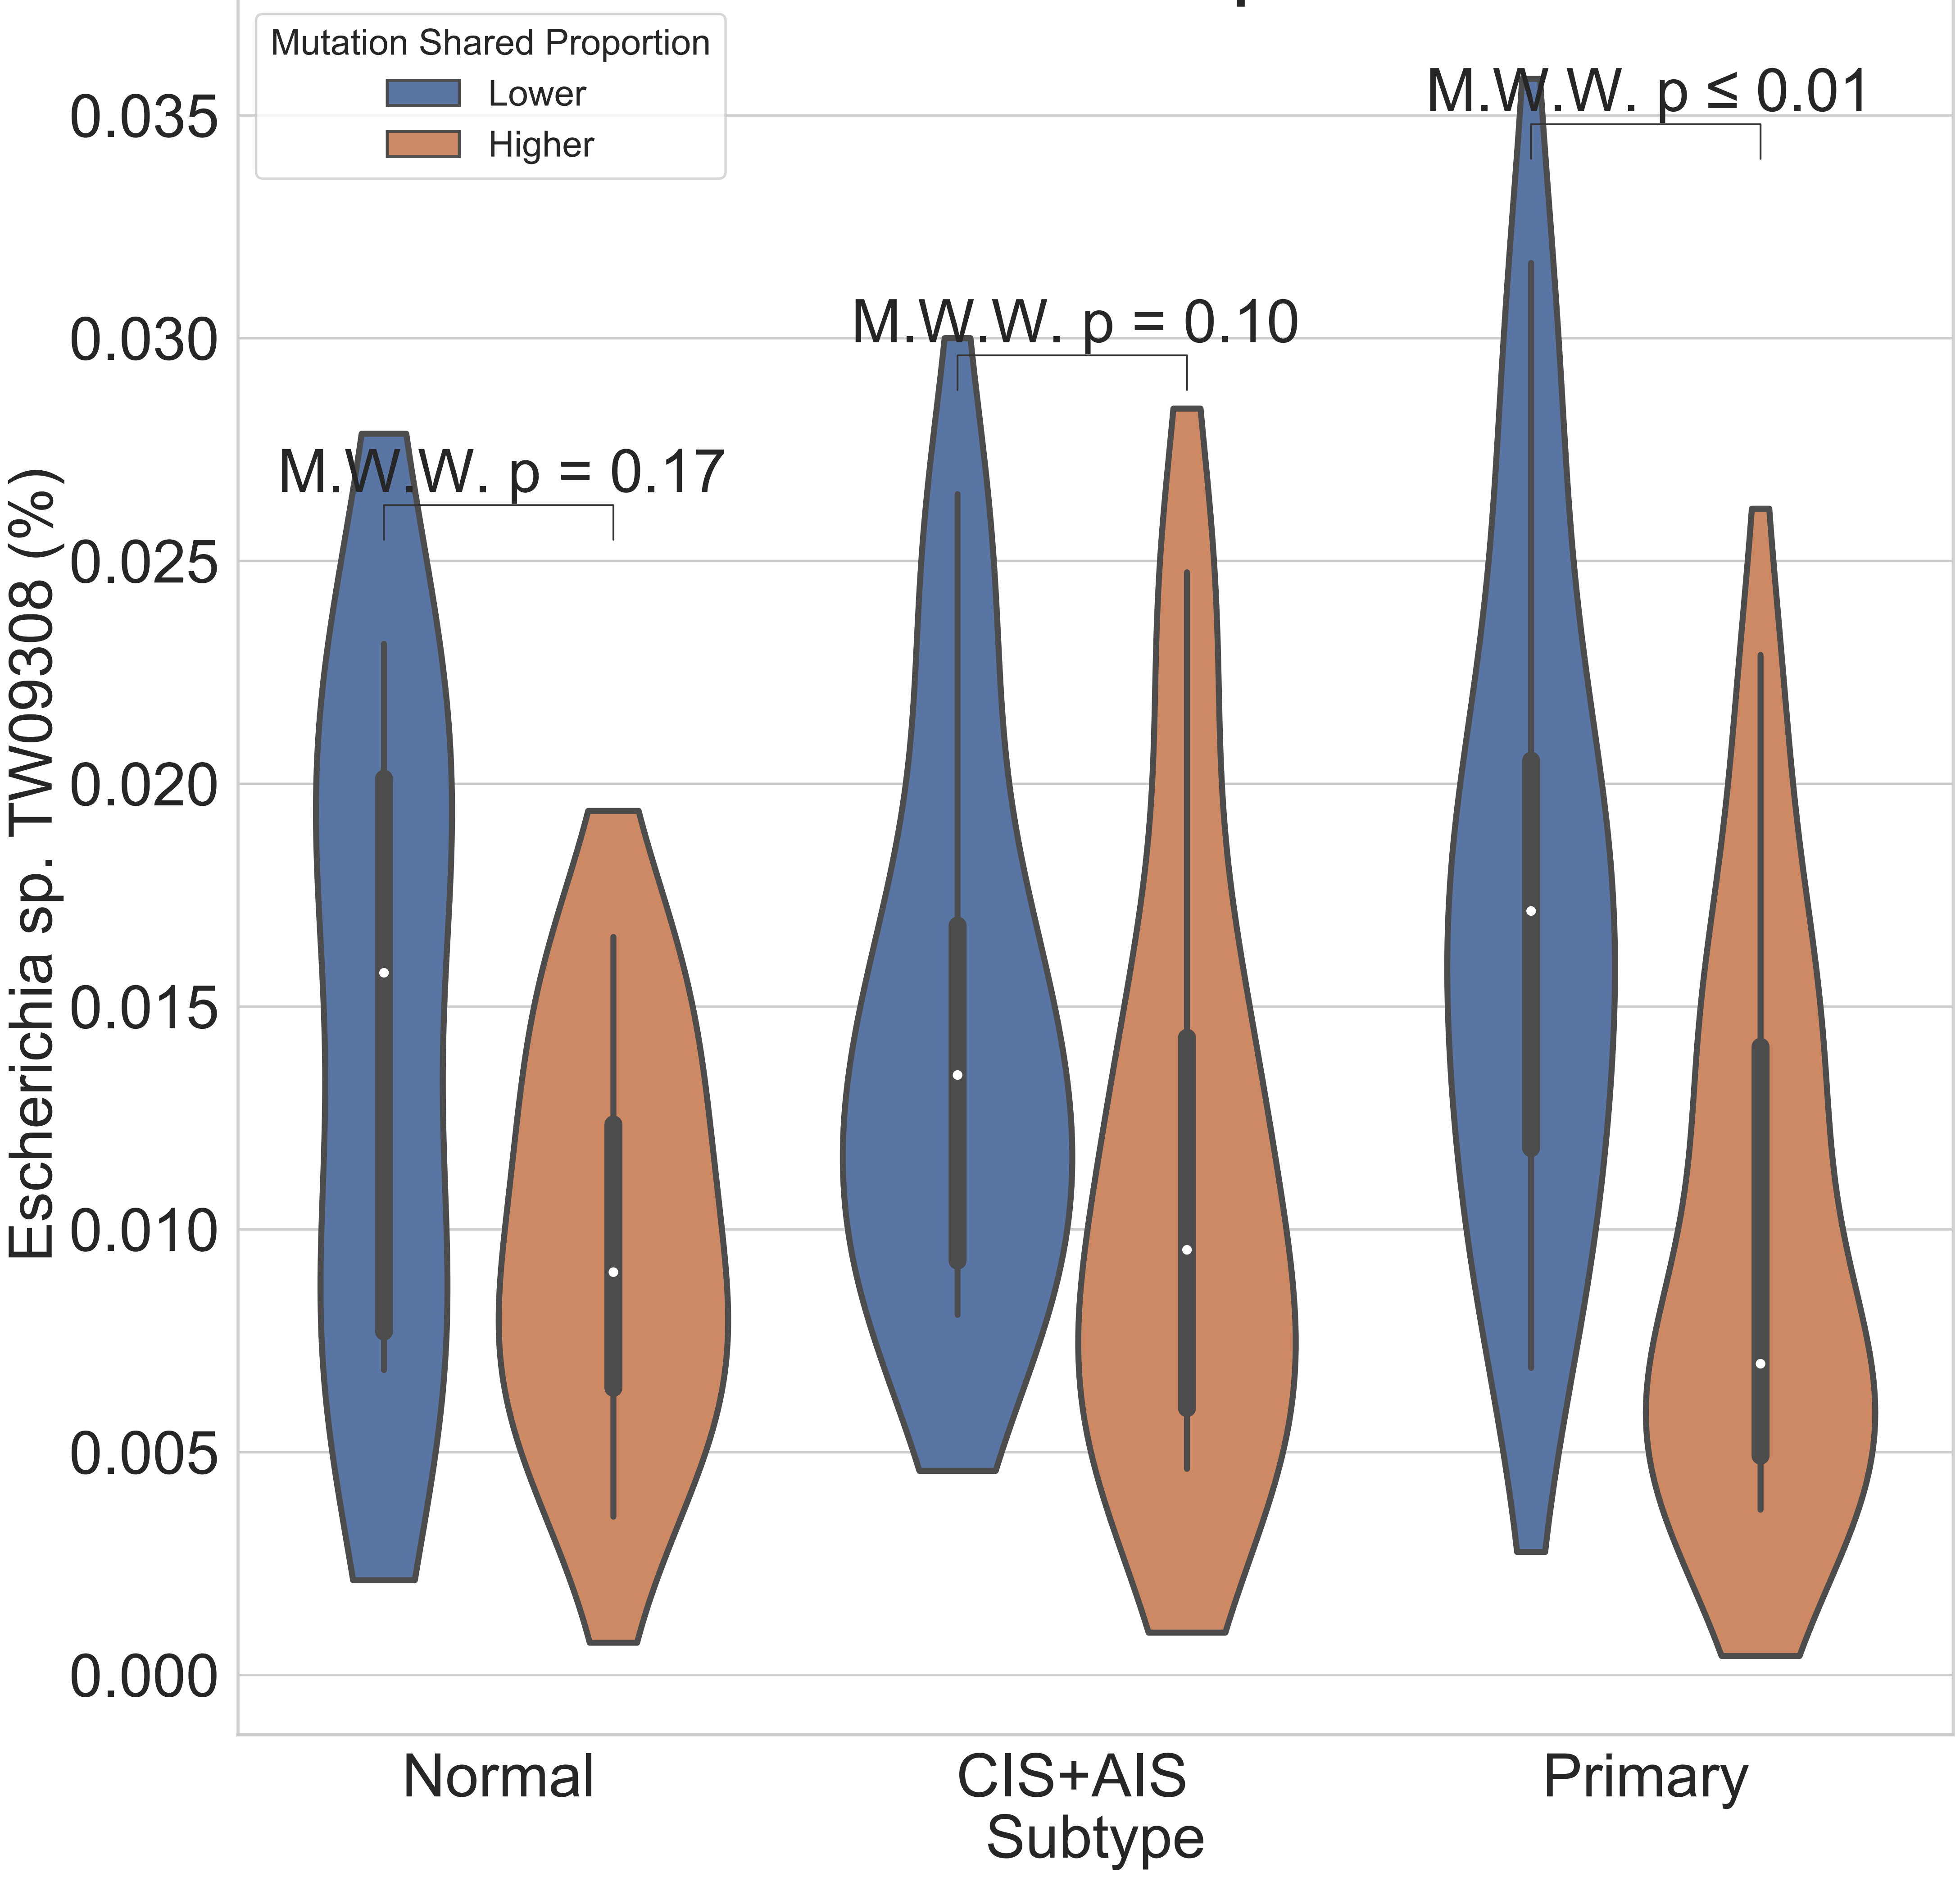 Mutation Shared Proportion
Lower
Higher
M.W.W. p ≤ 0.01
M.W.W. p = 0.10
M.W.W. p = 0.17
Escherichia sp. TW09308 (%)
0.035
0.030
0.025
0.020
0.015
0.010
0.005
0.000
Normal
CIS+AIS
Primary
Subtype